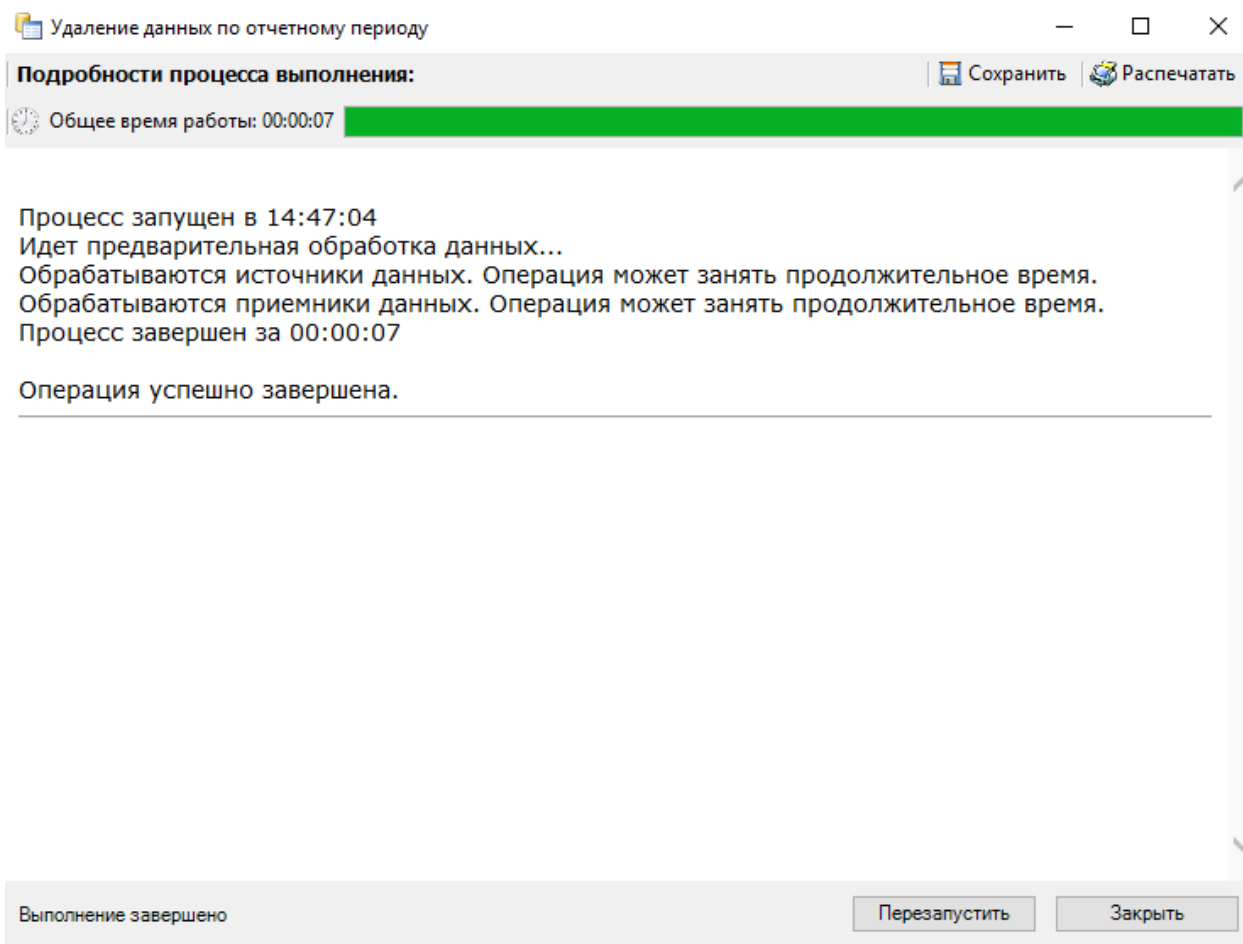 Удаление данных по отчетному периоду
Подробности процесса выполнения:
Сохранить
Распечатать
Общее время работы: 00:00:07
Процесс запущен в 14:47:04
Идет предварительная обработка данных...
Обрабатываются источники данных. Операция может занять продолжительное время.
Обрабатываются приемники данных. Операция может занять продолжительное время.
Процесс завершен за 00:00:07
Операция успешно завершена.
Выполнение завершено
Перезапустить
Закрыть